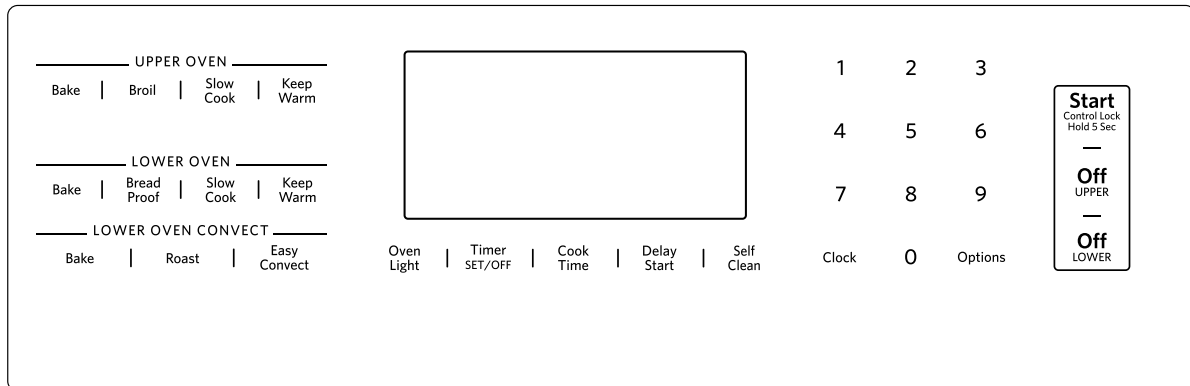 UPPER OVEN
Bake | Broil | Slow Cook | Keep Warm
LOWER OVEN
Bake | Bread Proof | Slow Cook | Keep Warm
LOWER OVEN CONVECT
Bake | Roast | Easy Convect
Oven Light | Timer SET/OFF | Cook Time | Delay Start | Self Clean
1 2 3
4 5 6
7 8 9
Clock 0 Options
Start
Control Lock
Hold 5 Sec
Off
UPPER
Off
LOWER